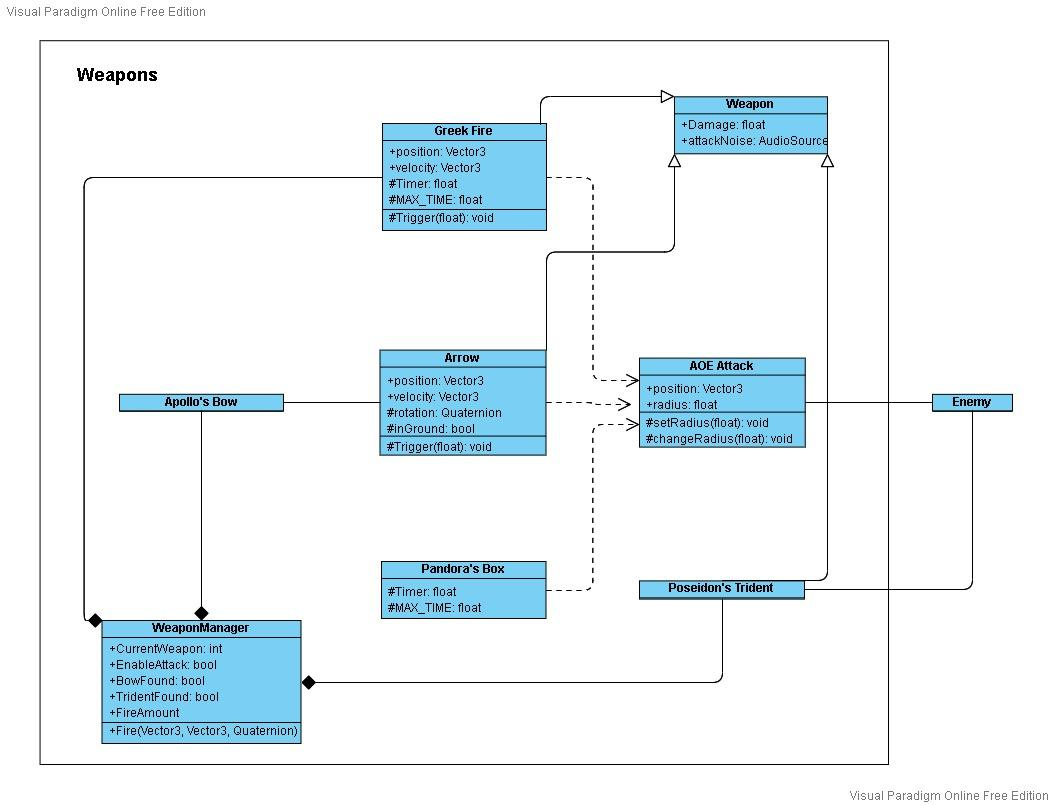 Visual Paradigm Online Free Edition
Weapons
Weapon
+Damage: float
+attackNoise: AudioSource
Greek Fire
+position: Vector3
+velocity: Vector3
#Timer: float
#MAX_TIME: float
#Trigger(float): void
Arrow
+position: Vector3
+velocity: Vector3
#rotation: Quaternion
#inGround: bool
#Trigger(float): void
AOE Attack
+position: Vector3
+radius: float
#setRadius(float): void
#changeRadius(float): void
Apollo's Bow
Enemy
Pandora's Box
#Timer: float
#MAX_TIME: float
Poseidon's Trident
WeaponManager
+CurrentWeapon: int
+EnableAttack: bool
+BowFound: bool
+TridentFound: bool
+FireAmount
+Fire(Vector3, Vector3, Quaternion)
Visual Paradigm Online Free Edition